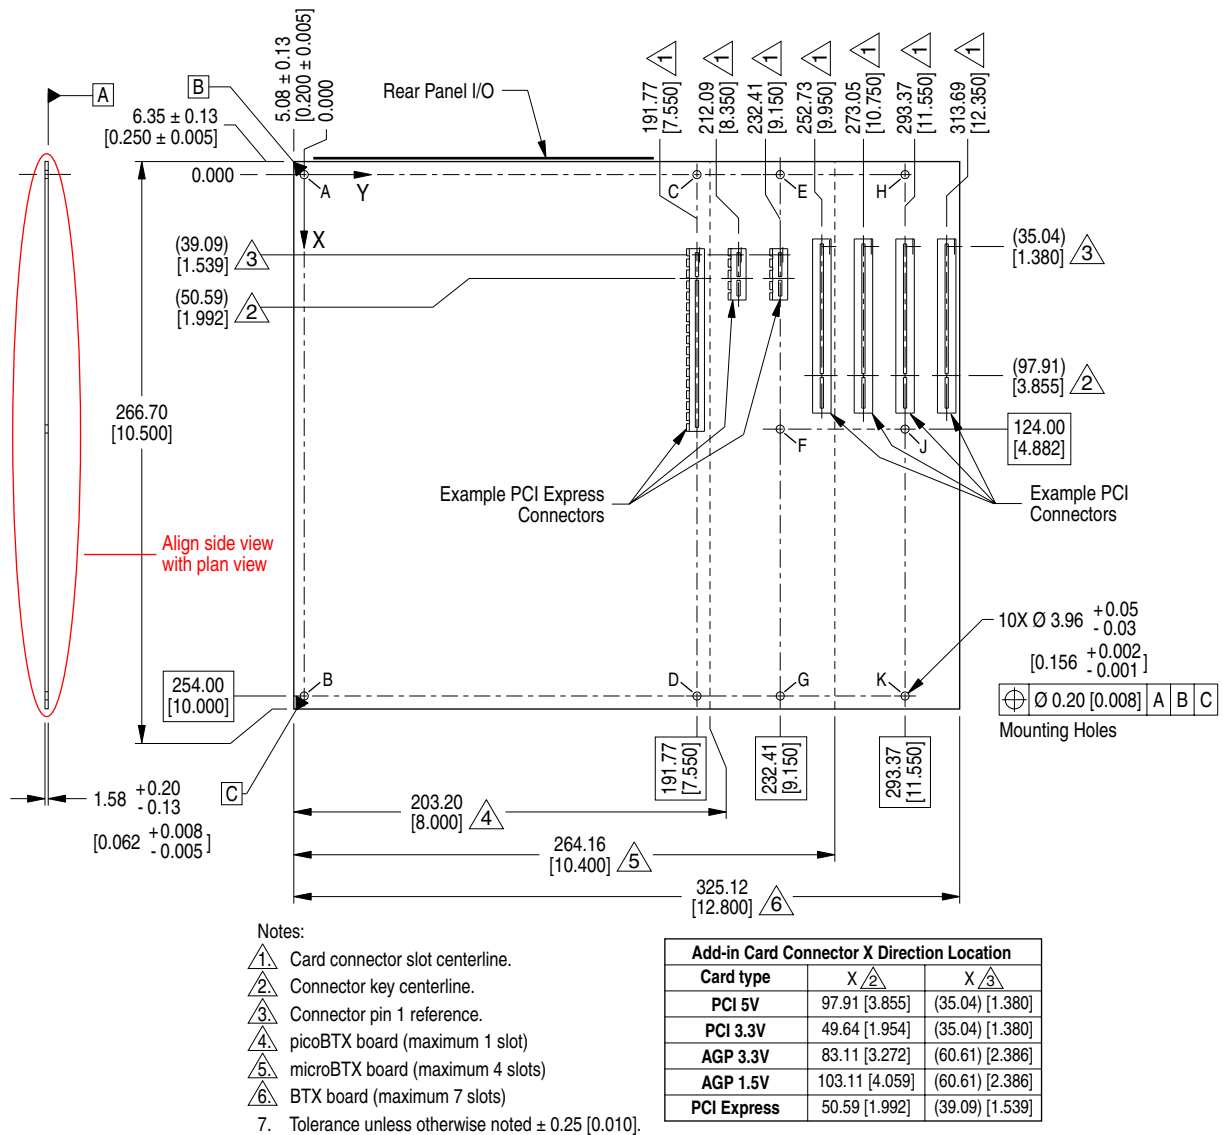 A
B
6.35 ± 0.13
[0.250 ± 0.005]
5.08 ± 0.13
[0.200 ± 0.005]
0.000
Rear Panel I/O
191.77
[7.550]
1
212.09
[8.350]
1
232.41
[9.150]
1
252.73
[9.950]
1
273.05
[10.750]
1
293.37
[11.550]
1
313.69
[12.350]
1
0.000
A
Y
X
C
E
H
(39.09)
[1.539]
3
(50.59)
[1.992]
2
(35.04)
[1.380]
3
(97.91)
[3.855]
2
266.70
[10.500]
F
J
124.00
[4.882]
Example PCI Express
Connectors
Example PCI
Connectors
Align side view
with plan view
10X Ø 3.96 +0.05
- 0.03
[0.156 +0.002
- 0.001 ]
Ø 0.20 [0.008] A B C
Mounting Holes
254.00
[10.000]
B
D
G
K
191.77
[7.550]
232.41
[9.150]
293.37
[11.550]
C
1.58 +0.20
- 0.13
[0.062 +0.008
- 0.005 ]
203.20
[8.000]
4
264.16
[10.400]
5
325.12
[12.800]
6
Notes:
1. Card connector slot centerline.
2. Connector key centerline.
3. Connector pin 1 reference.
4. picoBTX board (maximum 1 slot)
5. microBTX board (maximum 4 slots)
6. BTX board (maximum 7 slots)
7. Tolerance unless otherwise noted ± 0.25 [0.010].
Add-in Card Connector X Direction Location
Card type X 2 X 3
PCI 5V 97.91 [3.855] (35.04) [1.380]
PCI 3.3V 49.64 [1.954] (35.04) [1.380]
AGP 3.3V 83.11 [3.272] (60.61) [2.386]
AGP 1.5V 103.11 [4.059] (60.61) [2.386]
PCI Express 50.59 [1.992] (39.09) [1.539]